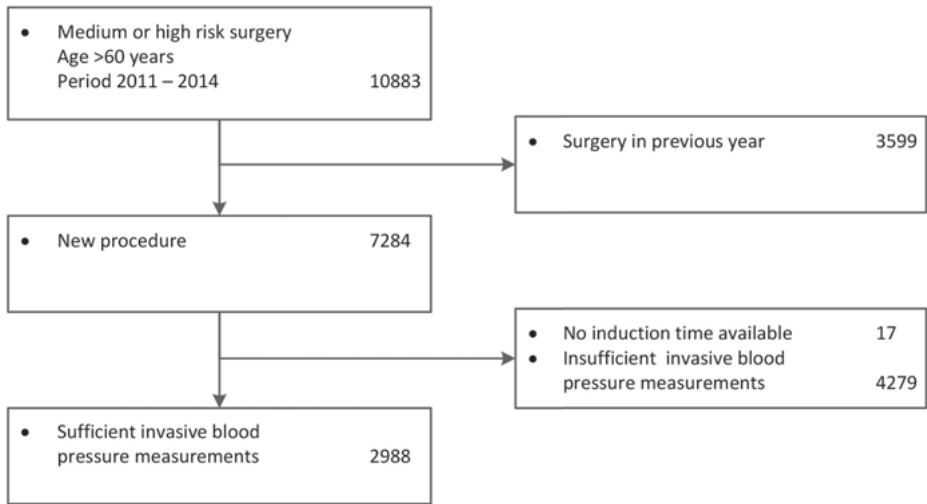 • Medium or high risk surgery
Age >60 years
Period 2011 – 2014 10883
• Surgery in previous year 3599
• New procedure 7284
• No induction time available 17
• Insufficient invasive blood
pressure measurements 4279
• Sufficient invasive blood
pressure measurements 2988